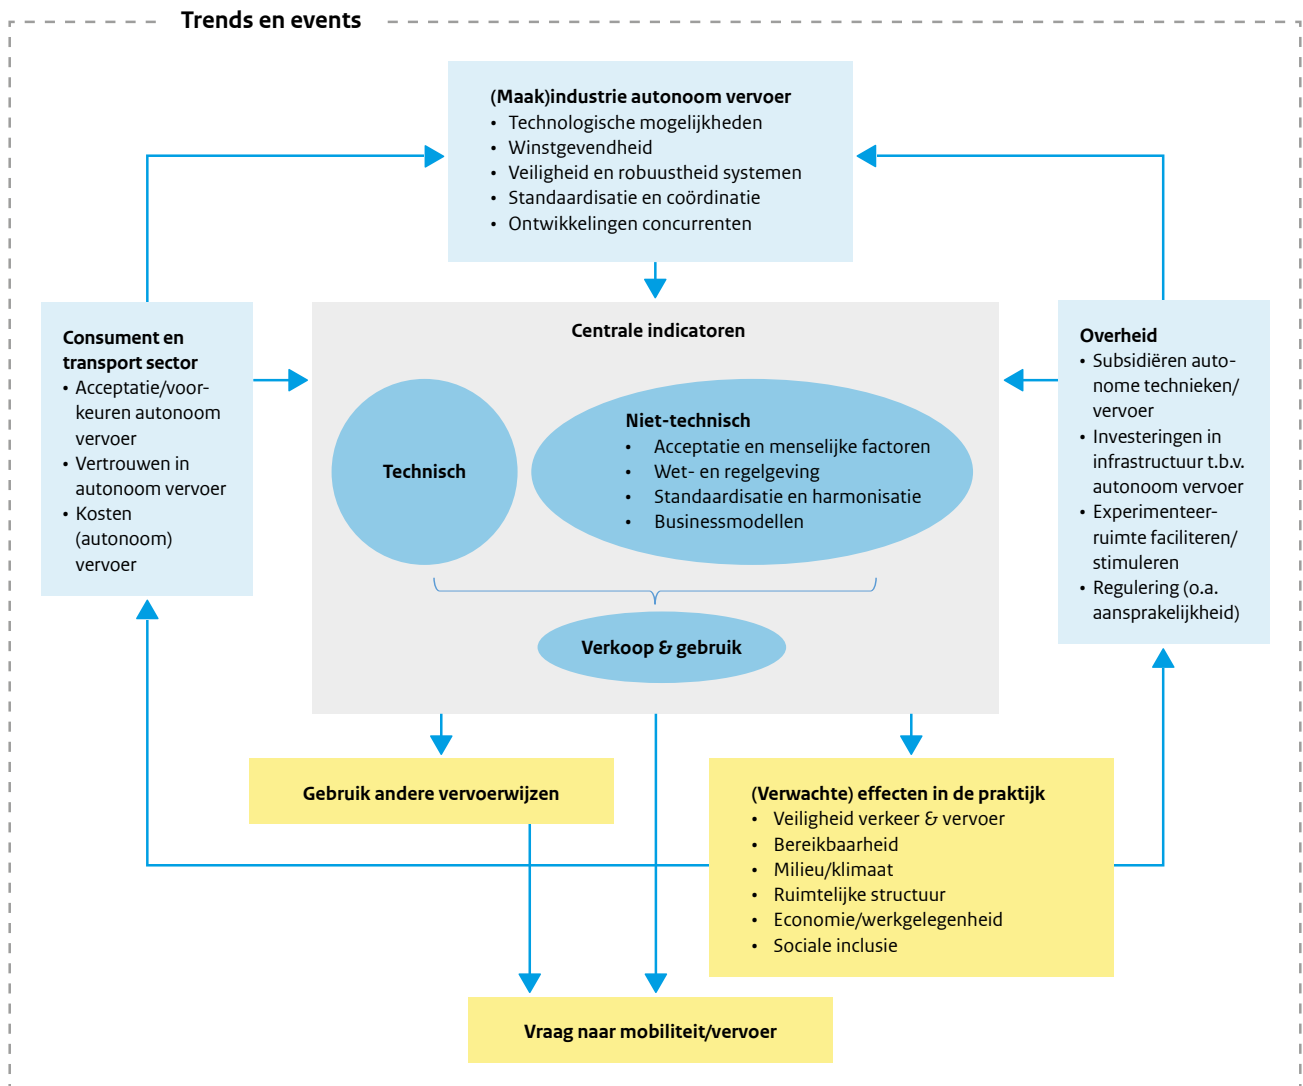 Trends en events
(Maak)industrie autonoom vervoer
• Technologische mogelijkheden
• Winstgevendheid
• Veiligheid en robuustheid systemen
• Standaardisatie en coördinatie
• Ontwikkelingen concurrenten
Consument en
transport sector
• Acceptatie/voor-
keuren autonoom
vervoer
• Vertrouwen in
autonoom vervoer
• Kosten
(autonoom)
vervoer
Centrale indicatoren
Technisch
Niet-technisch
• Acceptatie en menselijke factoren
• Wet- en regelgeving
• Standaardisatie en harmonisatie
• Businessmodellen
Verkoop & gebruik
Overheid
• Subsidiëren auto-
nome technieken/
vervoer
• Investeringen in
infrastructuur t.b.v.
autonoom vervoer
• Experimenteer-
ruimte faciliteren/
stimuleren
• Regulering (o.a.
aansprakelijkheid)
Gebruik andere vervoerwijzen
(Verwachte) effecten in de praktijk
• Veiligheid verkeer & vervoer
• Bereikbaarheid
• Milieu/klimaat
• Ruimtelijke structuur
• Economie/werkgelegenheid
• Sociale inclusie
Vraag naar mobiliteit/vervoer